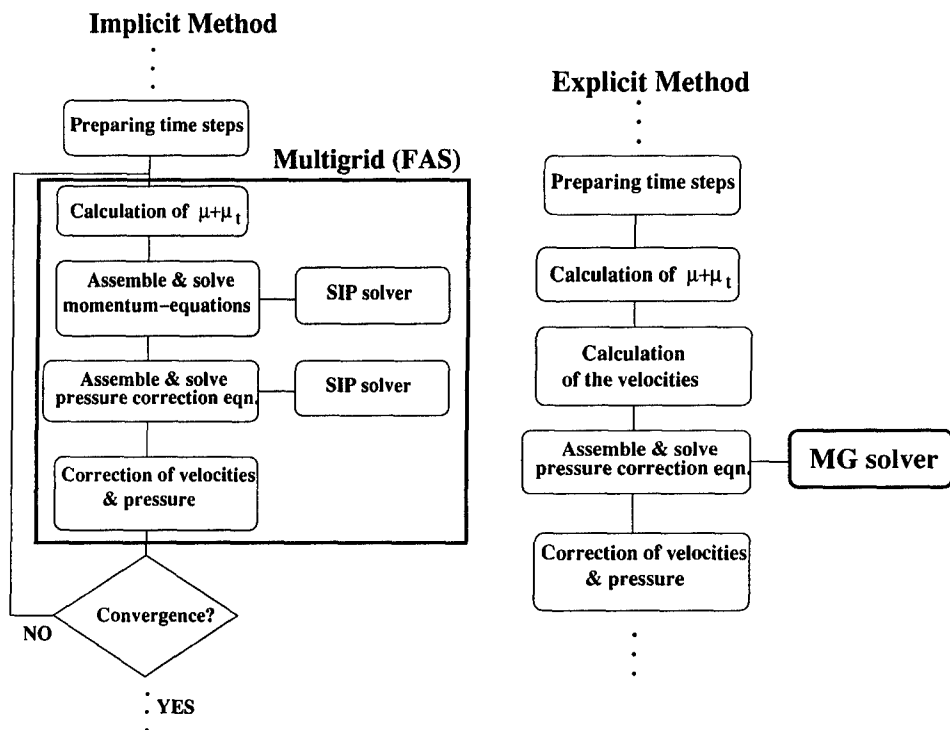 Implicit Method
Preparing time steps
Multigrid (FAS)
Calculation of μ+μt
Assemble & solve
momentum-equations
SIP solver
Assemble & solve
pressure correction eqn.
SIP solver
Correction of velocities
& pressure
Convergence?
NO
YES
Explicit Method
Preparing time steps
Calculation of μ+μt
Calculation
of the velocities
Assemble & solve
pressure correction eqn.
MG solver
Correction of velocities
& pressure